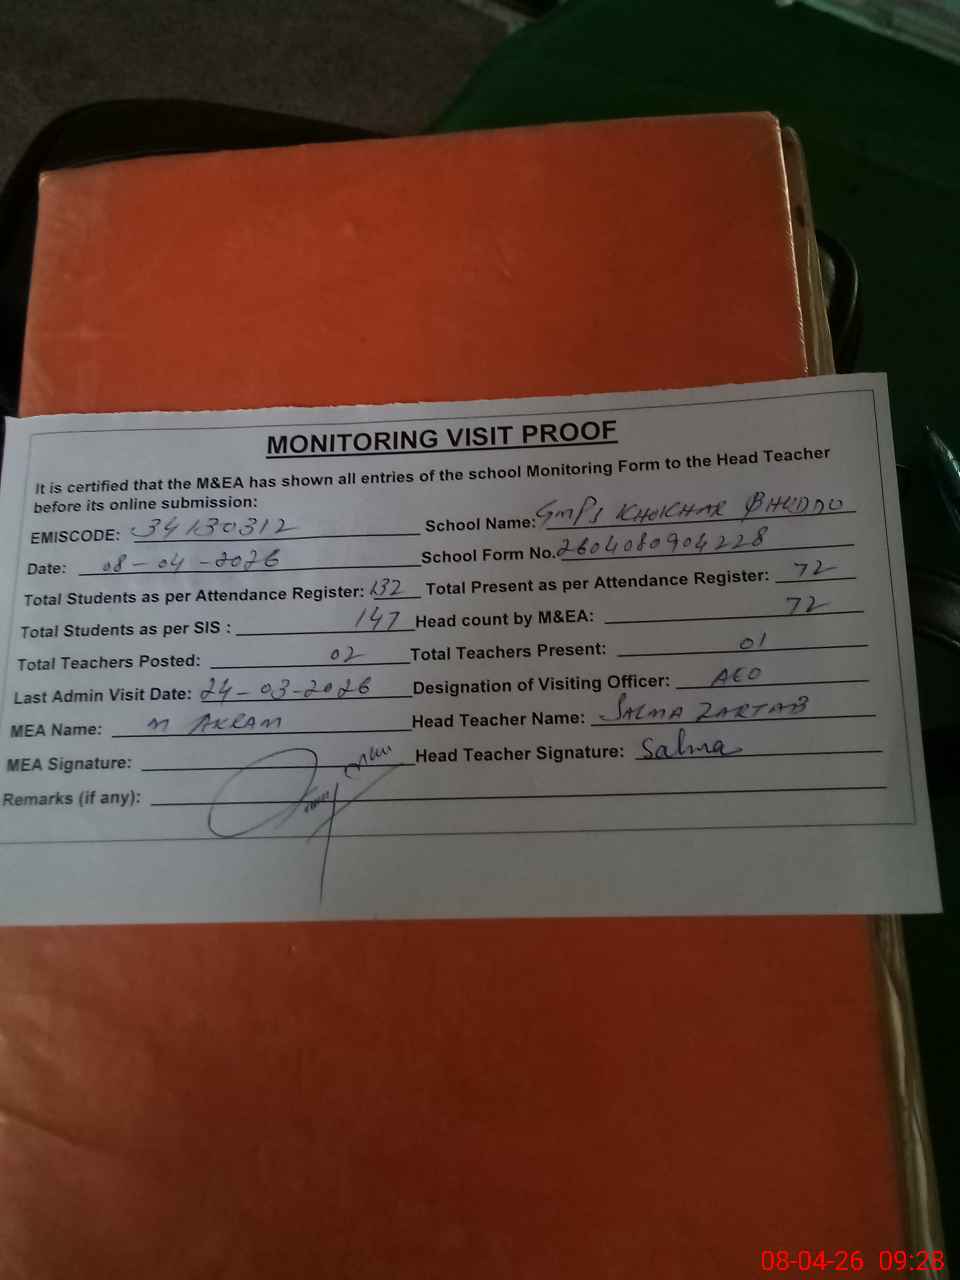 MONITORING VISIT PROOF
It is certified that the M&EA has shown all entries of the school Monitoring Form to the Head Teacher
before its online submission:
EMISCODE: 34130312 School Name: GMPS KHOKHAR BHUDDO
Date: 08-04-2026 School Form No. 2604080904228
Total Students as per Attendance Register: 132 Total Present as per Attendance Register: 72
Total Students as per SIS : 147 Head count by M&EA: 72
Total Teachers Posted: 02 Total Teachers Present: 01
Last Admin Visit Date: 24-03-2026 Designation of Visiting Officer: AEO
MEA Name: M AKRAM Head Teacher Name: SALMA ZARTAB
MEA Signature: Head Teacher Signature: Salma
Remarks (if any):
08-04-26 09:28